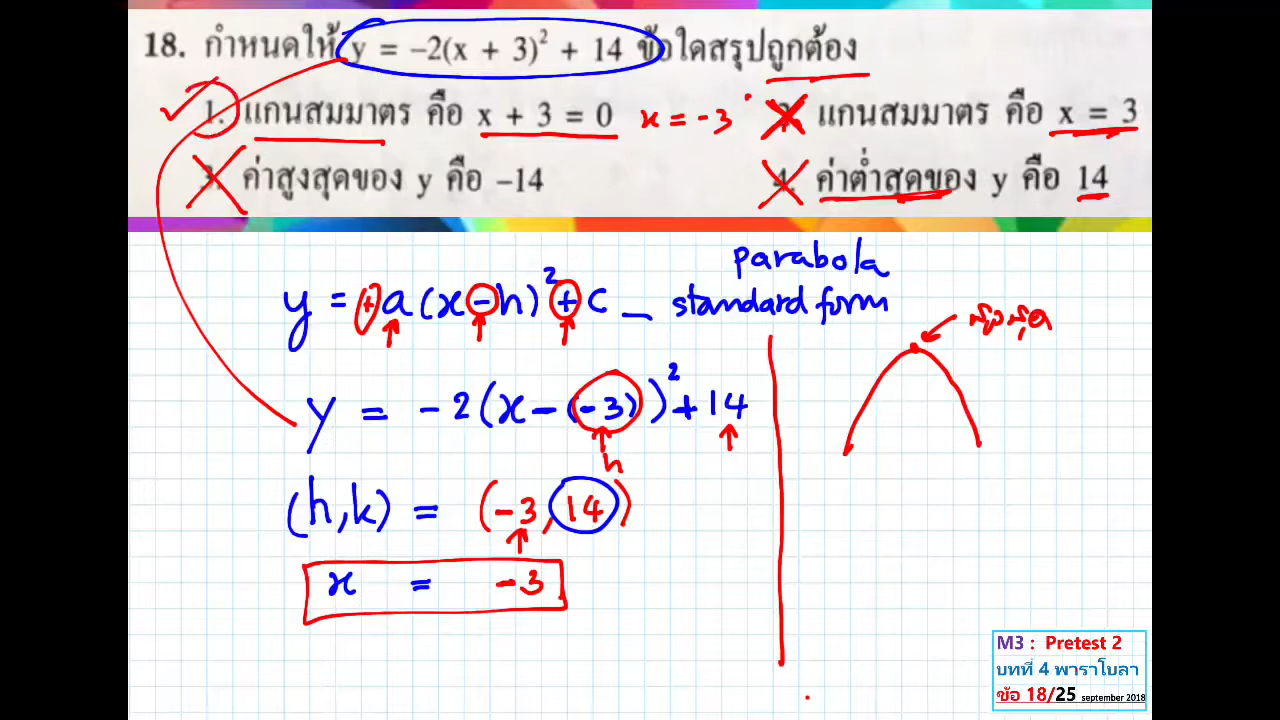 18. กำหนดให้ y = -2(x + 3)² + 14 ข้อใดสรุปถูกต้อง
1. แกนสมมาตร คือ x + 3 = 0 x = -3 2. แกนสมมาตร คือ x = 3
3. ค่าสูงสุดของ y คือ -14 4. ค่าต่ำสุดของ y คือ 14
parabola
y = +a(x - h)² + c — standard form
สูงสุด
y = -2(x - (-3))² + 14
h
(h,k) = (-3, 14)
x = -3
M3 : Pretest 2
บทที่ 4 พาราโบลา
ข้อ 18/25 september 2018